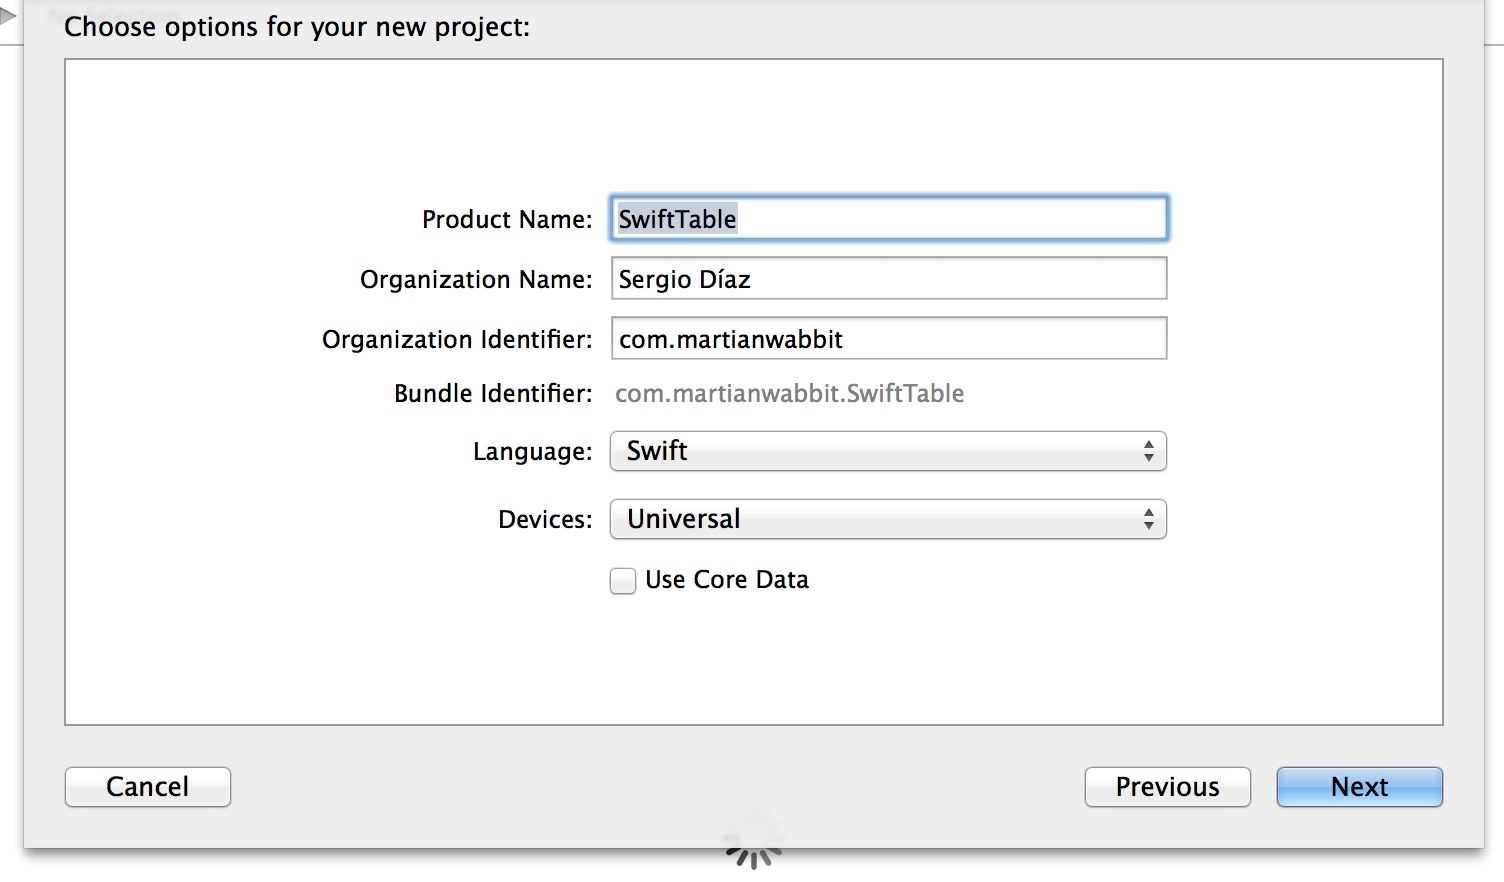 Choose options for your new project:
Product Name: SwiftTable
Organization Name: Sergio Díaz
Organization Identifier: com.martianwabbit
Bundle Identifier: com.martianwabbit.SwiftTable
Language: Swift
Devices: Universal
Use Core Data
Cancel Previous Next